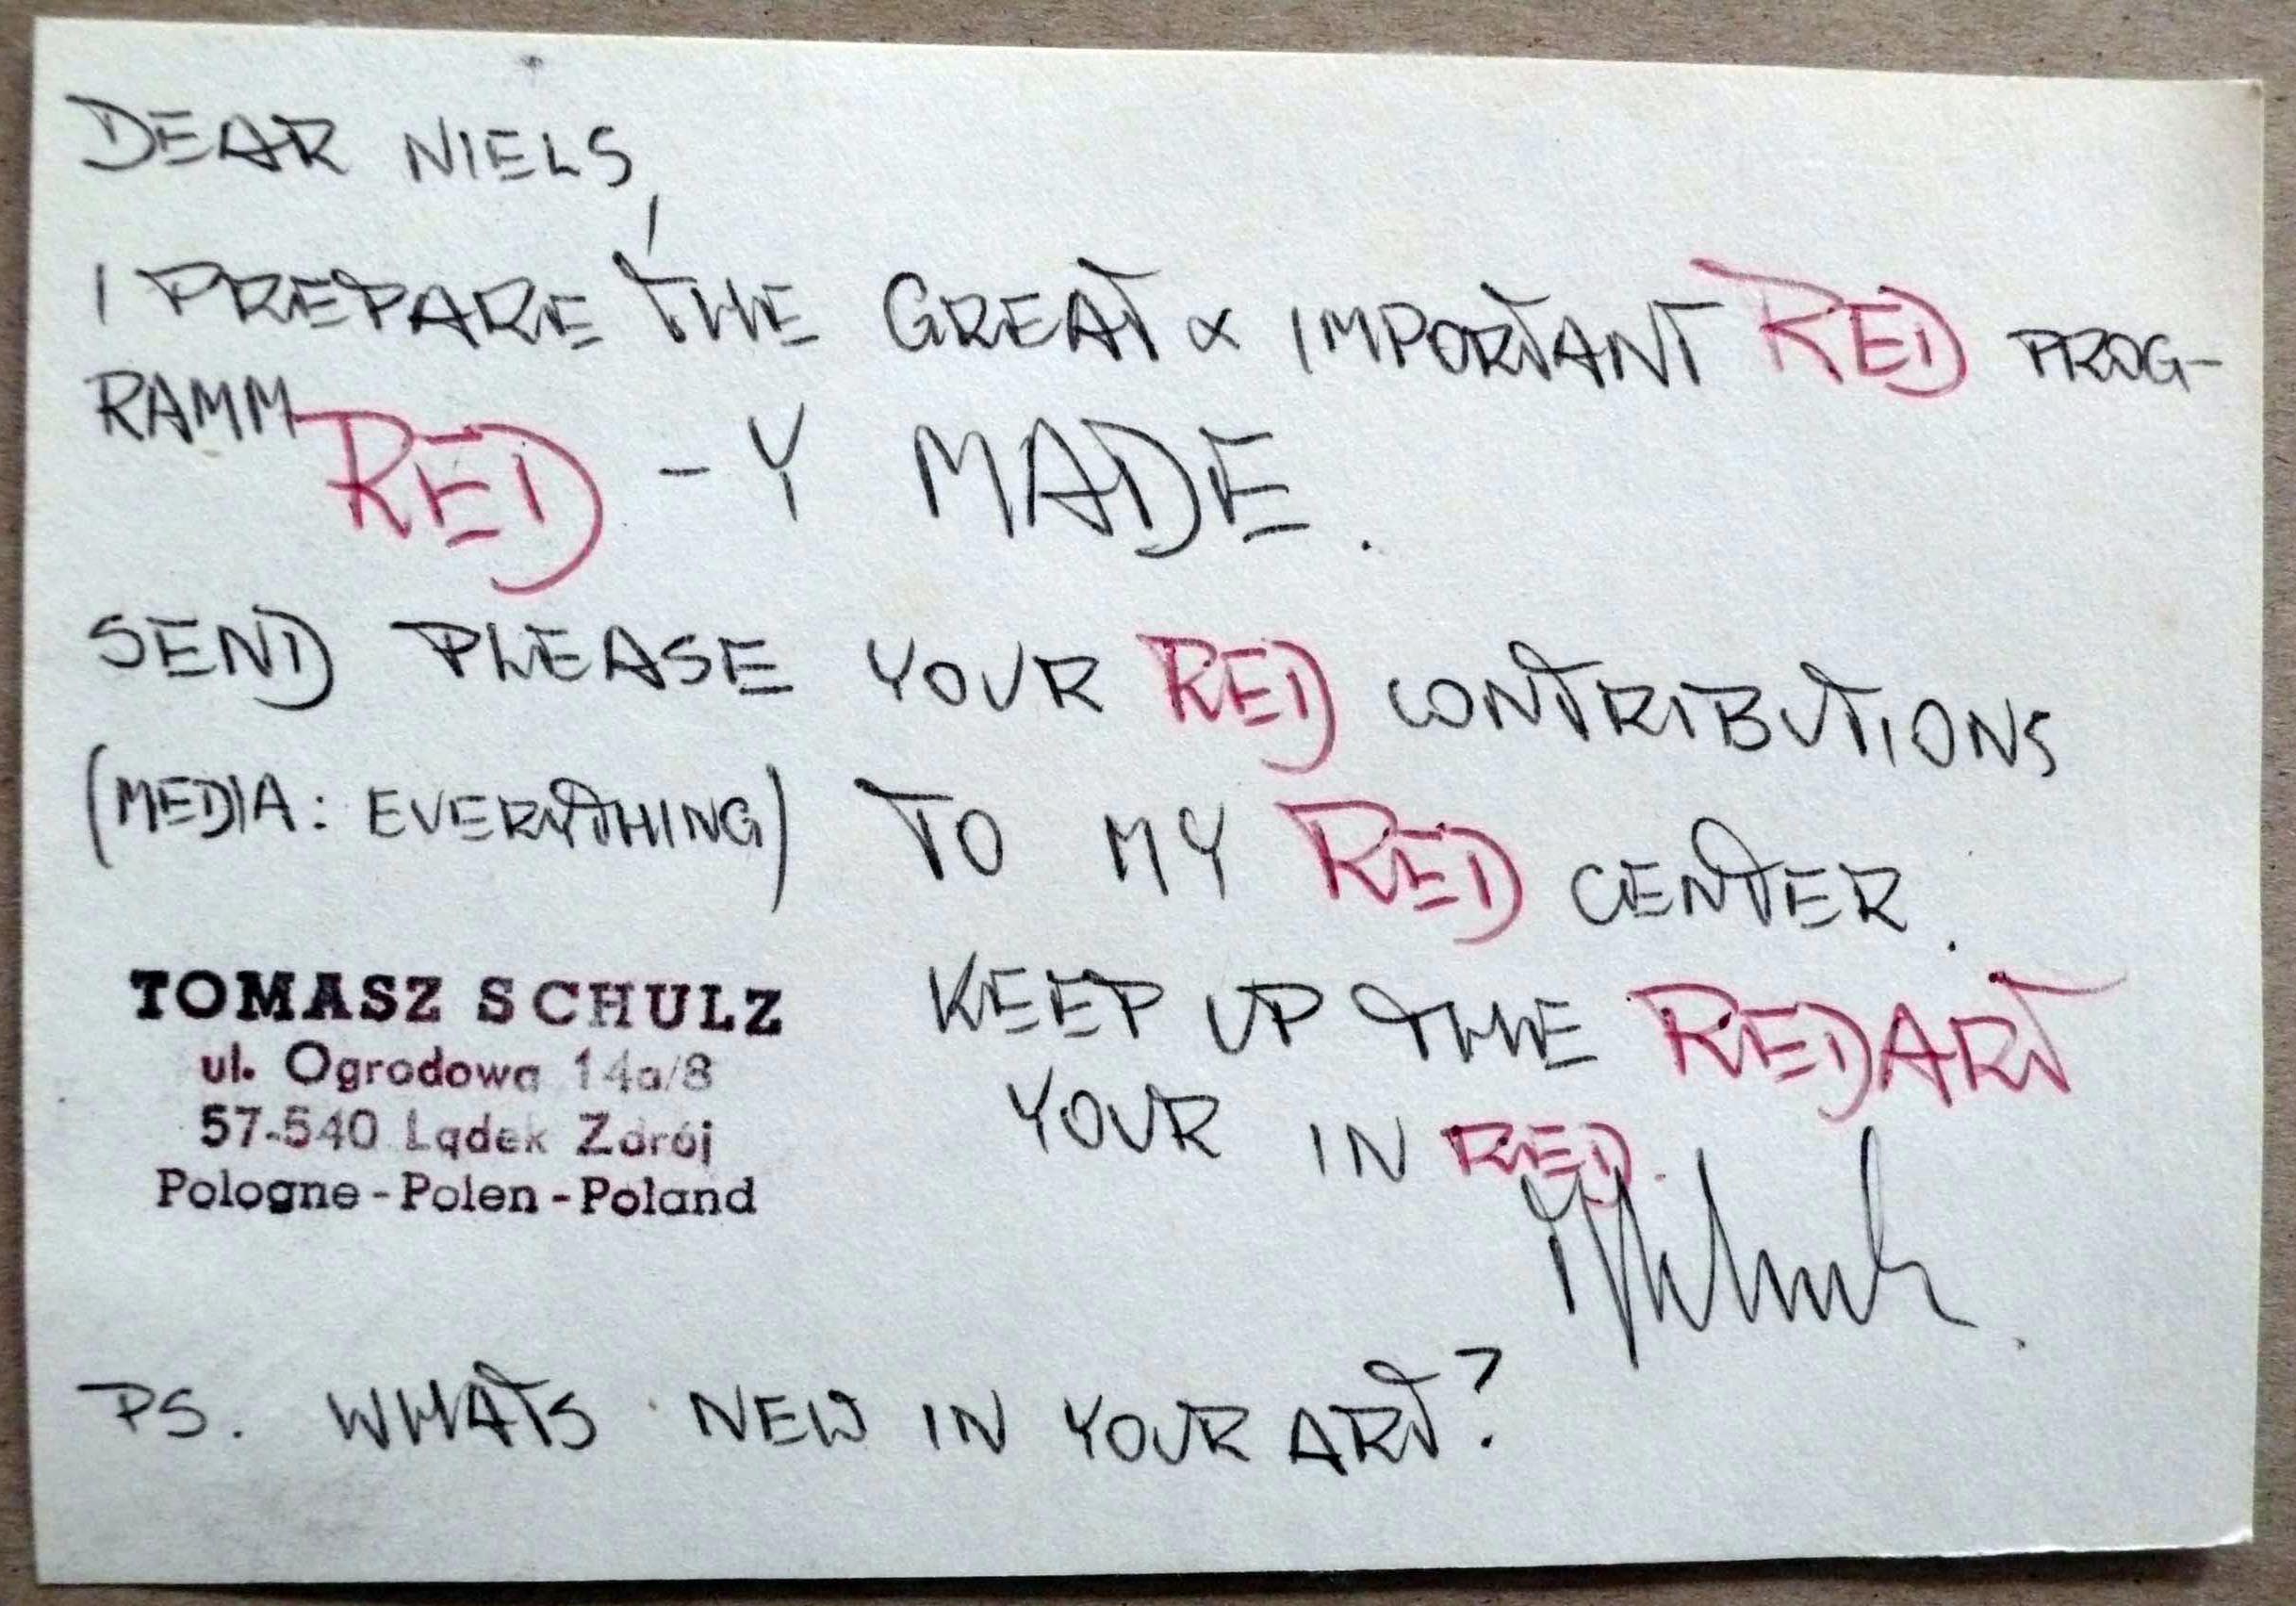 DEAR NIELS,
I PREPARE THE GREAT & IMPORTANT RED PROG-
RAMM RED - Y MADE.
SEND PLEASE YOUR RED CONTRIBUTIONS
(MEDIA: EVERYTHING) TO MY RED CENTER.
KEEP UP THE REDART
YOUR IN RED.
TOMASZ SCHULZ
ul. Ogrodowa 14a/8
57-540 Lądek Zdrój
Pologne - Polen - Poland
PS. WHATS NEW IN YOUR ART?